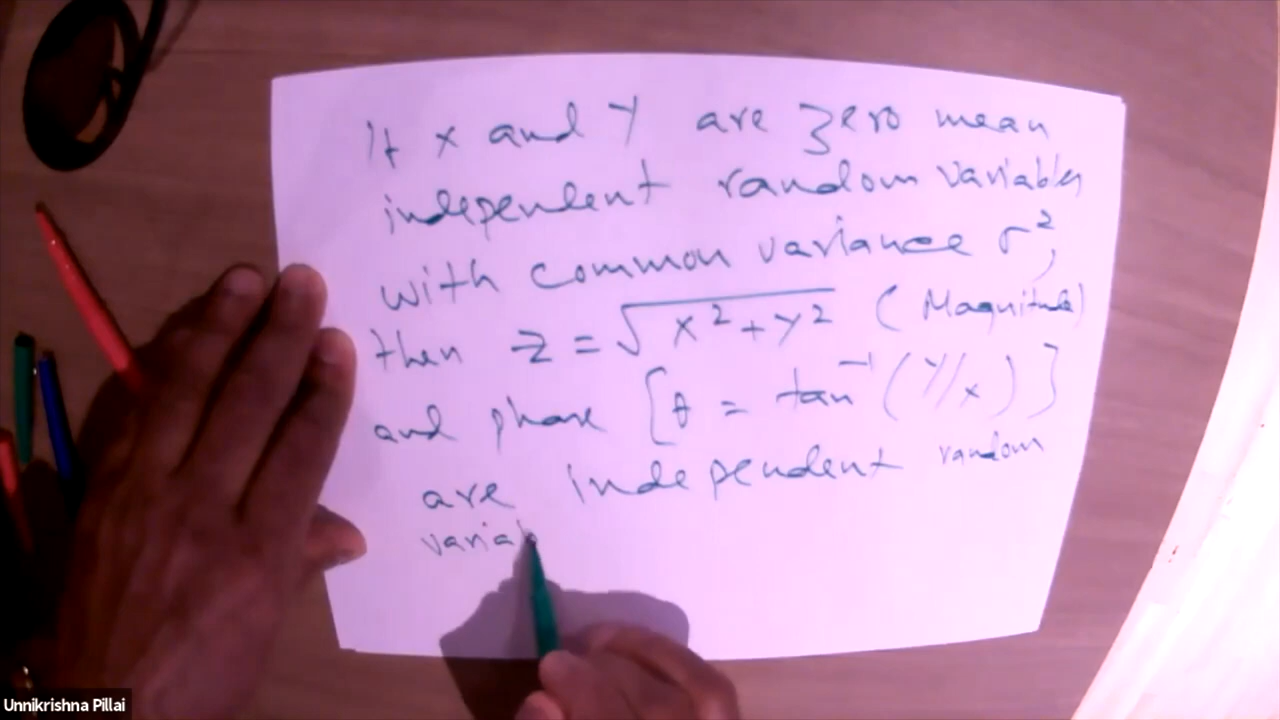 If x and y are zero mean
independent random variables
with common variance σ²,
then z = √x² + y² (Magnitude)
and phase [θ = tan⁻¹ (y/x)]
are independent random
variab
Unnikrishna Pillai